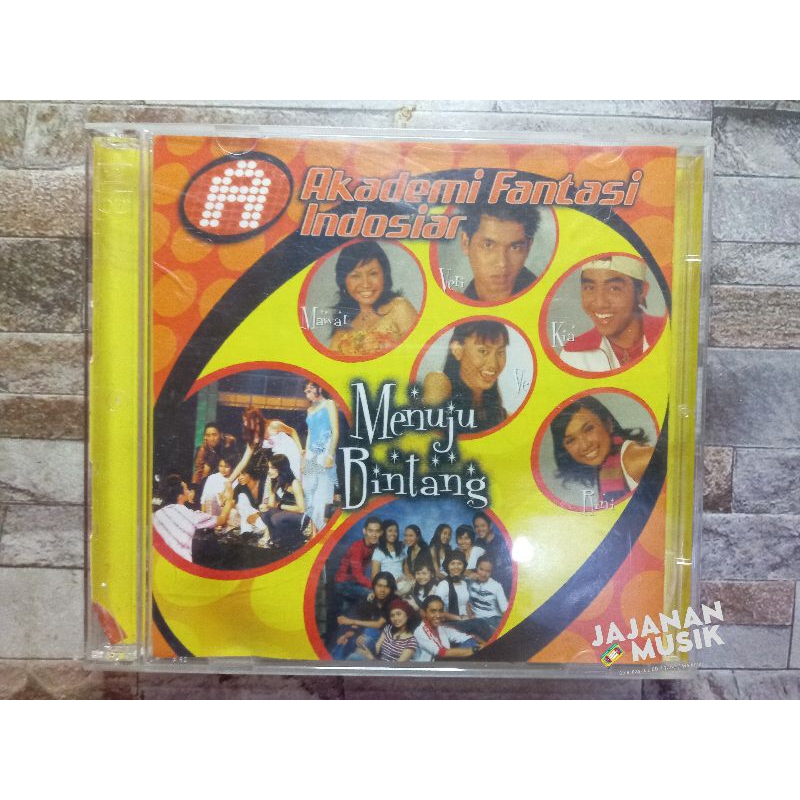 A
Akademi Fantasi
Indosiar
Veri
Mawar
Kia
Ve
Menuju
Bintang
Rini
JAJANAN
MUSIK